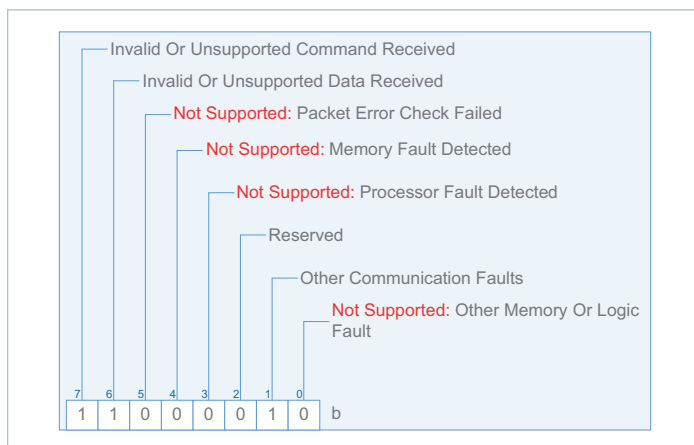 Invalid Or Unsupported Command Received
Invalid Or Unsupported Data Received
Not Supported: Packet Error Check Failed
Not Supported: Memory Fault Detected
Not Supported: Processor Fault Detected
Reserved
Other Communication Faults
Not Supported: Other Memory Or Logic
Fault
7 6 5 4 3 2 1 0
1 1 0 0 0 0 1 0 b